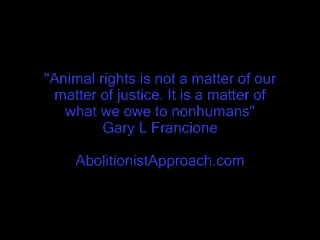 "Animal rights is not a matter of our
matter of justice. It is a matter of
what we owe to nonhumans"
Gary L Francione
AbolitionistApproach.com